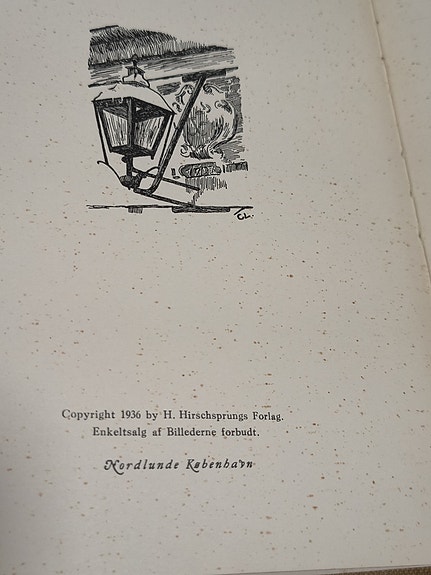 C.L.
Copyright 1936 by H. Hirschsprungs Forlag.
Enkeltsalg af Billederne forbudt.
Nordlunde København